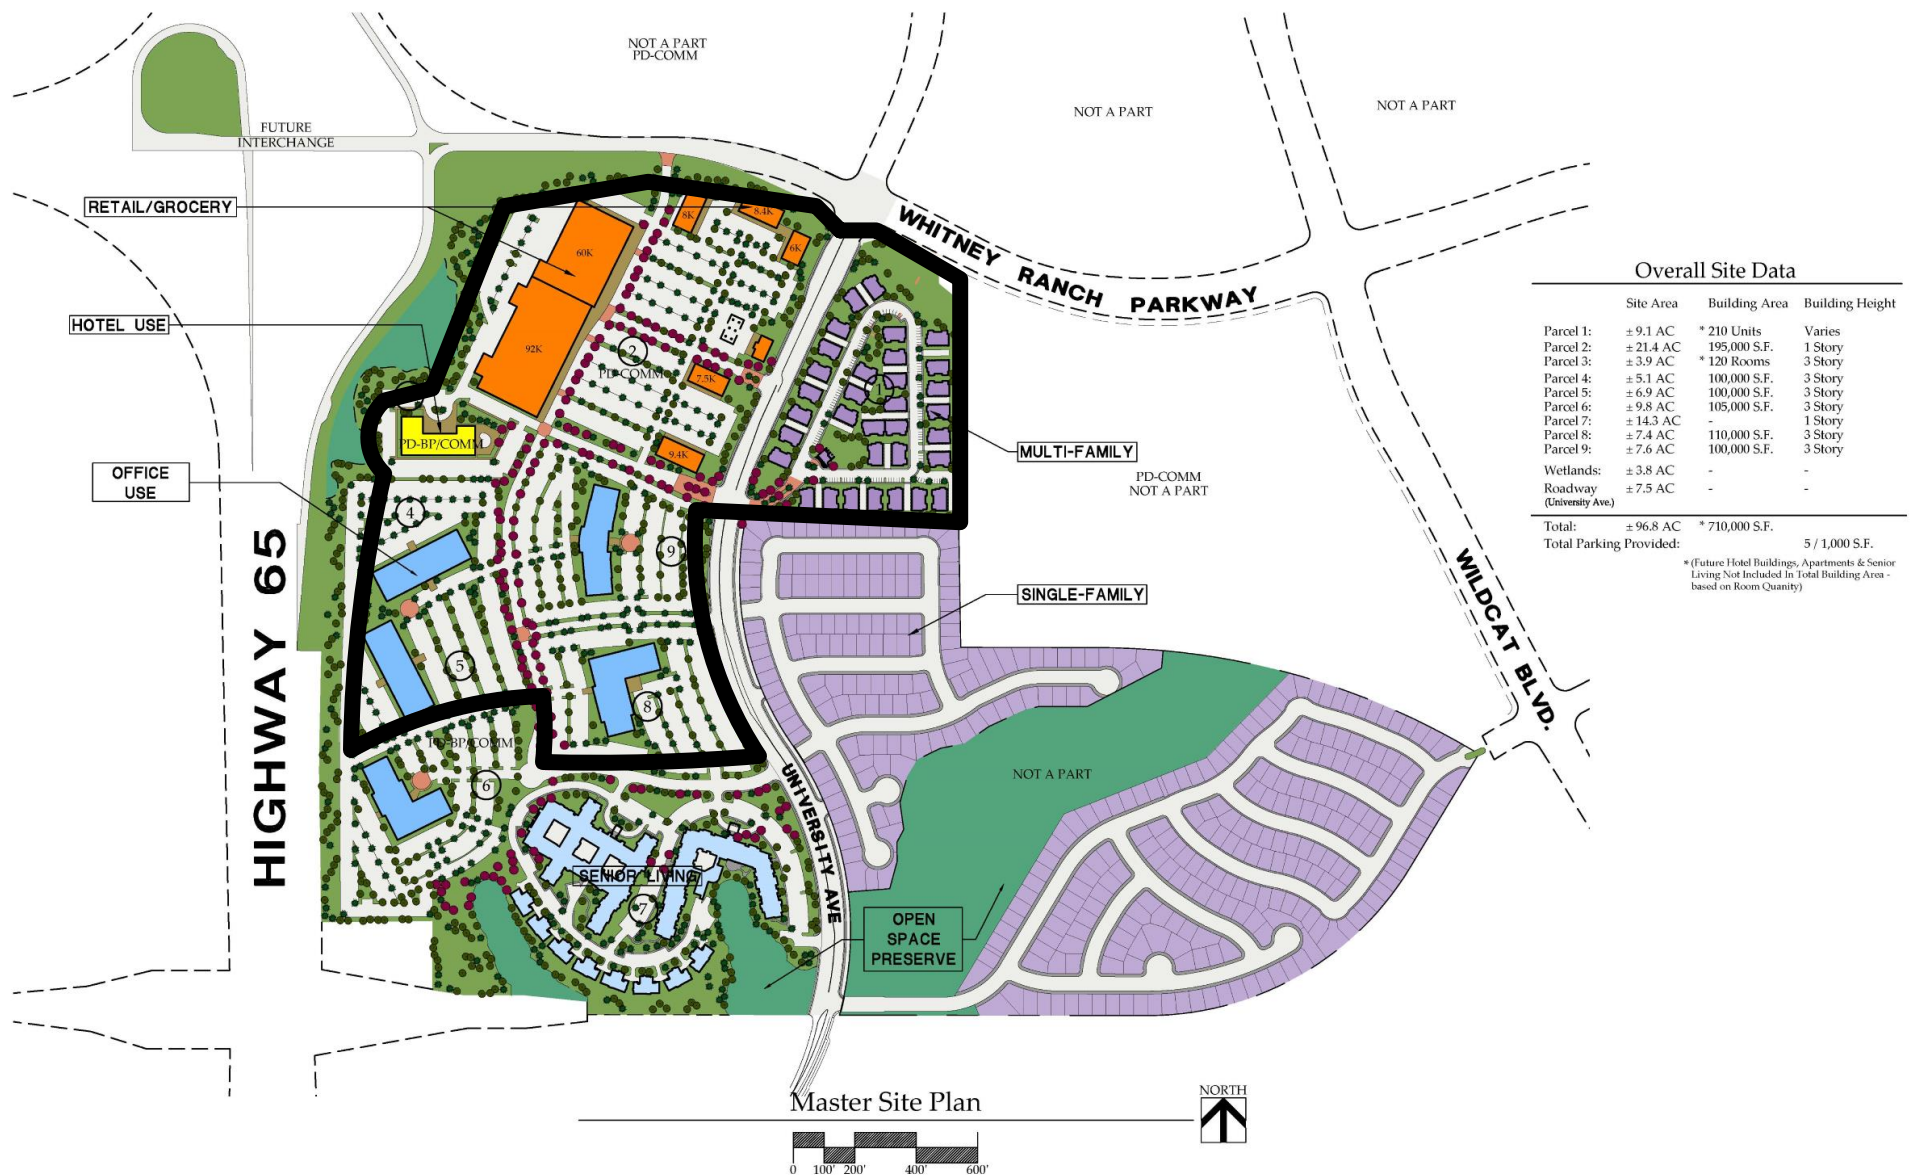 NOT A PART
PD-COMM
NOT A PART
NOT A PART
FUTURE
INTERCHANGE
RETAIL/GROCERY
8K
8.4K
6K
60K
WHITNEY RANCH PARKWAY
HOTEL USE
92K
2
PD-COMM
7.5K
1
PD-BP/COMM
9.4K
MULTI-FAMILY
PD-COMM
NOT A PART
OFFICE
USE
4
9
HIGHWAY 65
SINGLE-FAMILY
WILDCAT BLVD.
5
8
PD-BP/COMM
6
NOT A PART
UNIVERSITY AVE
SENIOR LIVING
7
OPEN
SPACE
PRESERVE
Overall Site Data
Site Area Building Area Building Height
Parcel 1: ± 9.1 AC * 210 Units Varies
Parcel 2: ± 21.4 AC 195,000 S.F. 1 Story
Parcel 3: ± 3.9 AC * 120 Rooms 3 Story
Parcel 4: ± 5.1 AC 100,000 S.F. 3 Story
Parcel 5: ± 6.9 AC 100,000 S.F. 3 Story
Parcel 6: ± 9.8 AC 105,000 S.F. 3 Story
Parcel 7: ± 14.3 AC - 1 Story
Parcel 8: ± 7.4 AC 110,000 S.F. 3 Story
Parcel 9: ± 7.6 AC 100,000 S.F. 3 Story
Wetlands: ± 3.8 AC - -
Roadway ± 7.5 AC - -
(University Ave.)
Total: ± 96.8 AC * 710,000 S.F.
Total Parking Provided: 5 / 1,000 S.F.
* (Future Hotel Buildings, Apartments & Senior
Living Not Included In Total Building Area -
based on Room Quanity)
Master Site Plan
NORTH
0 100' 200' 400' 600'